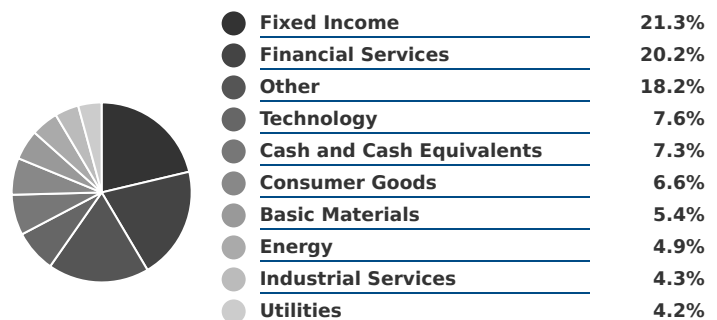 Fixed Income 21.3%
Financial Services 20.2%
Other 18.2%
Technology 7.6%
Cash and Cash Equivalents 7.3%
Consumer Goods 6.6%
Basic Materials 5.4%
Energy 4.9%
Industrial Services 4.3%
Utilities 4.2%